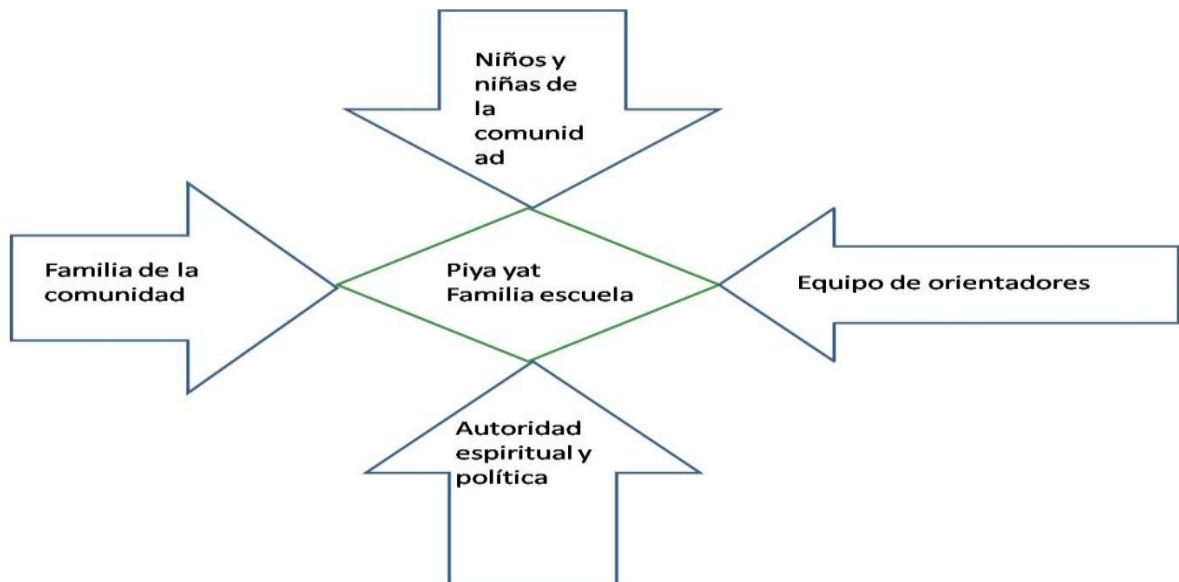 Niños y
niñas de
la
comunid
ad
Familia de la
comunidad
Piya yat
Familia escuela
Equipo de orientadores
Autoridad
espiritual y
política